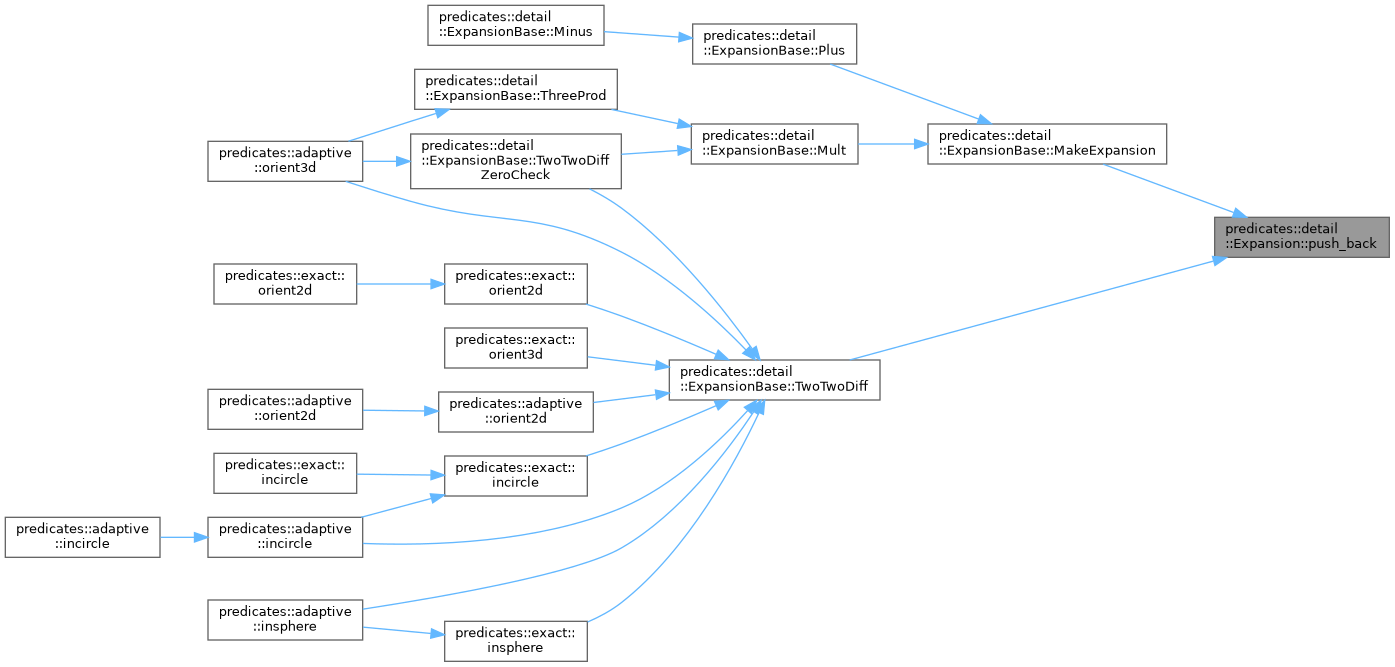 predicates::detail
::ExpansionBase::Minus
predicates::detail
::ExpansionBase::Plus
predicates::detail
::ExpansionBase::ThreeProd
predicates::adaptive
::orient3d
predicates::detail
::ExpansionBase::TwoTwoDiff
ZeroCheck
predicates::detail
::ExpansionBase::Mult
predicates::detail
::ExpansionBase::MakeExpansion
predicates::detail
::Expansion::push_back
predicates::exact::
orient2d
predicates::exact::
orient2d
predicates::exact::
orient3d
predicates::detail
::ExpansionBase::TwoTwoDiff
predicates::adaptive
::orient2d
predicates::adaptive
::orient2d
predicates::exact::
incircle
predicates::exact::
incircle
predicates::adaptive
::incircle
predicates::adaptive
::incircle
predicates::adaptive
::insphere
predicates::exact::
insphere